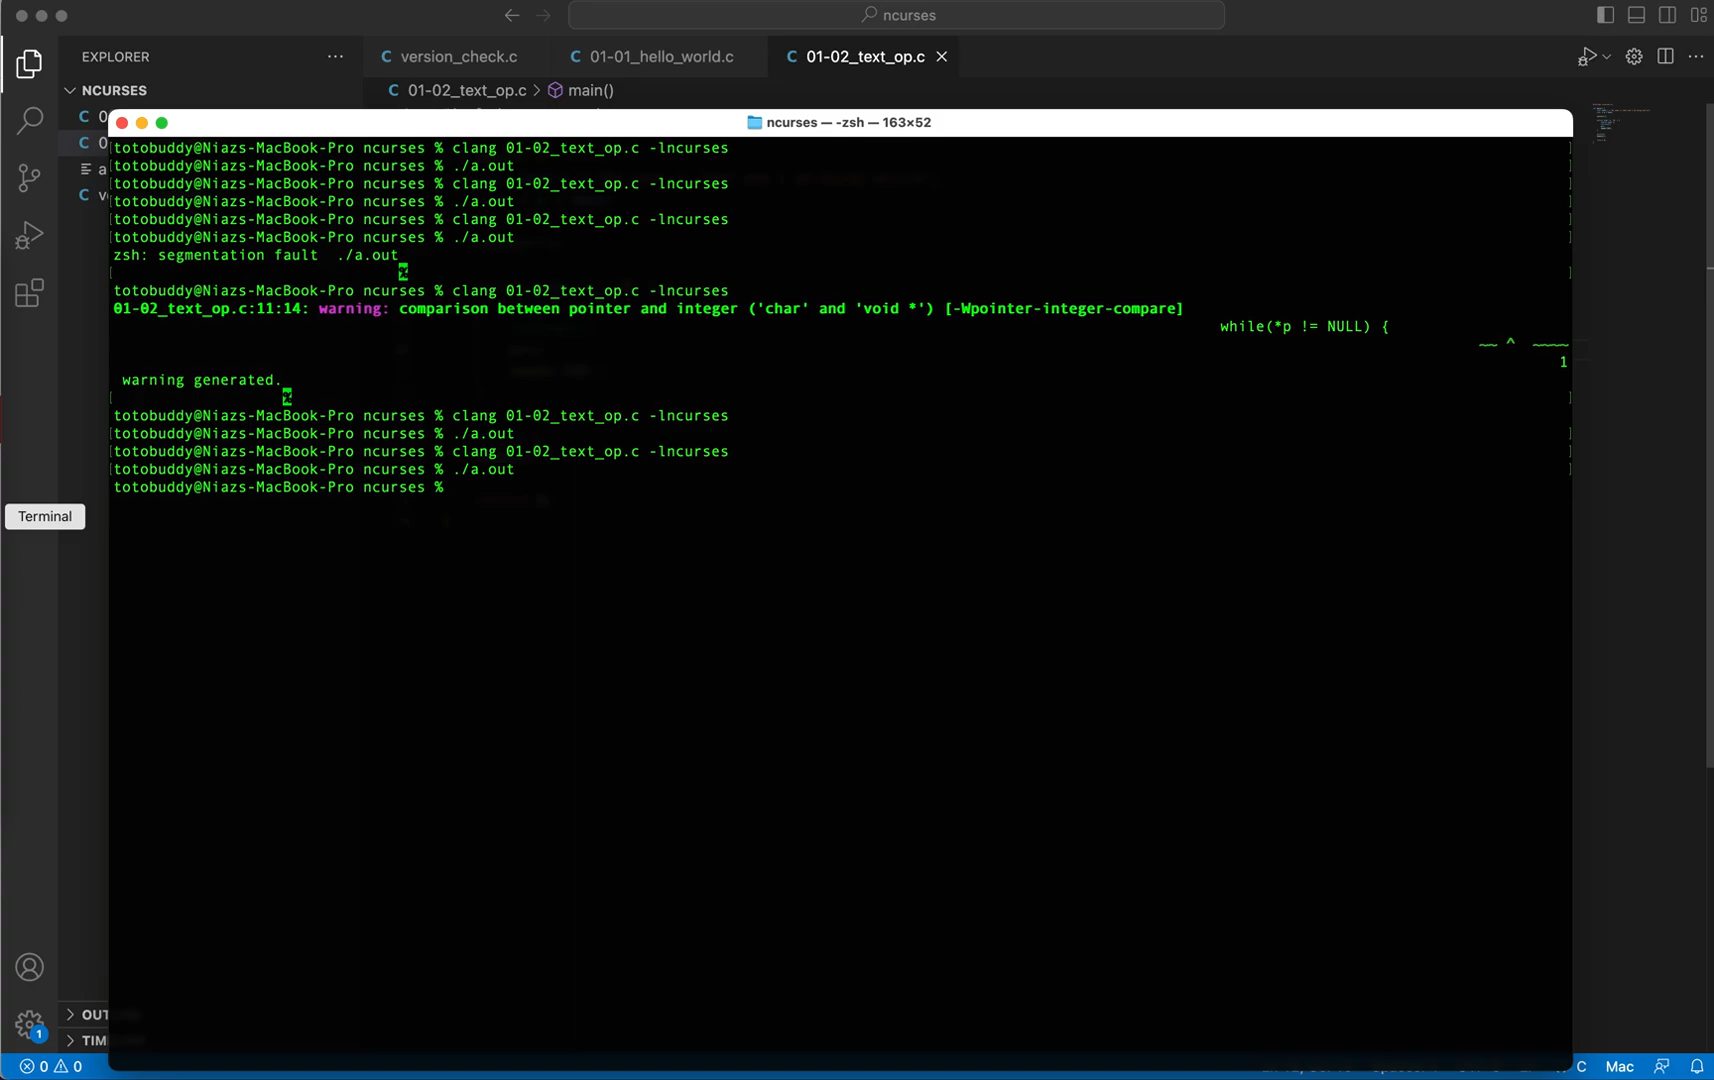 ncurses
EXPLORER
version_check.c
01-01_hello_world.c
01-02_text_op.c
NCURSES
01-02_text_op.c > main()
ncurses — -zsh — 163×52
totobuddy@Niazs-MacBook-Pro ncurses % clang 01-02_text_op.c -lncurses
totobuddy@Niazs-MacBook-Pro ncurses % ./a.out
totobuddy@Niazs-MacBook-Pro ncurses % clang 01-02_text_op.c -lncurses
totobuddy@Niazs-MacBook-Pro ncurses % ./a.out
totobuddy@Niazs-MacBook-Pro ncurses % clang 01-02_text_op.c -lncurses
totobuddy@Niazs-MacBook-Pro ncurses % ./a.out
zsh: segmentation fault  ./a.out
%
totobuddy@Niazs-MacBook-Pro ncurses % clang 01-02_text_op.c -lncurses
01-02_text_op.c:11:14: warning: comparison between pointer and integer ('char' and 'void *') [-Wpointer-integer-compare]
while(*p != NULL) {
~~ ^  ~~~~
1
warning generated.
%
totobuddy@Niazs-MacBook-Pro ncurses % clang 01-02_text_op.c -lncurses
totobuddy@Niazs-MacBook-Pro ncurses % ./a.out
totobuddy@Niazs-MacBook-Pro ncurses % clang 01-02_text_op.c -lncurses
totobuddy@Niazs-MacBook-Pro ncurses % ./a.out
totobuddy@Niazs-MacBook-Pro ncurses %
Terminal
OUT
TIM
1
0 0
C Mac